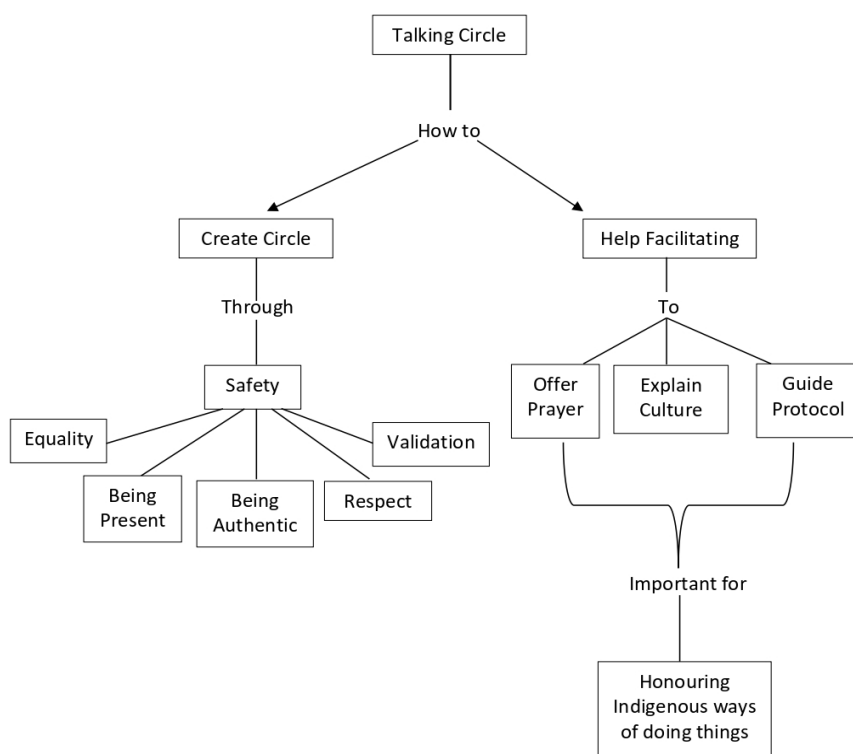 Talking Circle
How to
Create Circle
Help Facilitating
Through
To
Safety
Offer
Prayer
Explain
Culture
Guide
Protocol
Equality
Validation
Being
Present
Being
Authentic
Respect
Important for
Honouring
Indigenous ways
of doing things